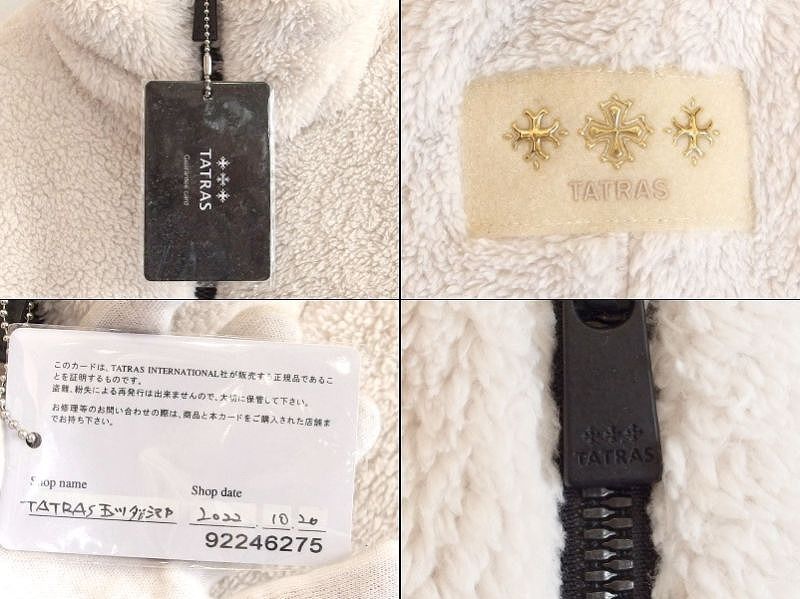 TATRAS
Guarantee card
TATRAS
このカードは、TATRAS INTERNATIONAL社が販売する正規品であるこ
とを証明するものです。
盗難、紛失による再発行は出来ませんので、大切に保管して下さい。
お修理等のお問い合わせの際は、商品と本カードをご購入された店舗ま
でお持ち下さい。
Shop name
Shop date
TATRAS
2022 . 10 . 20
92246275
TATRAS